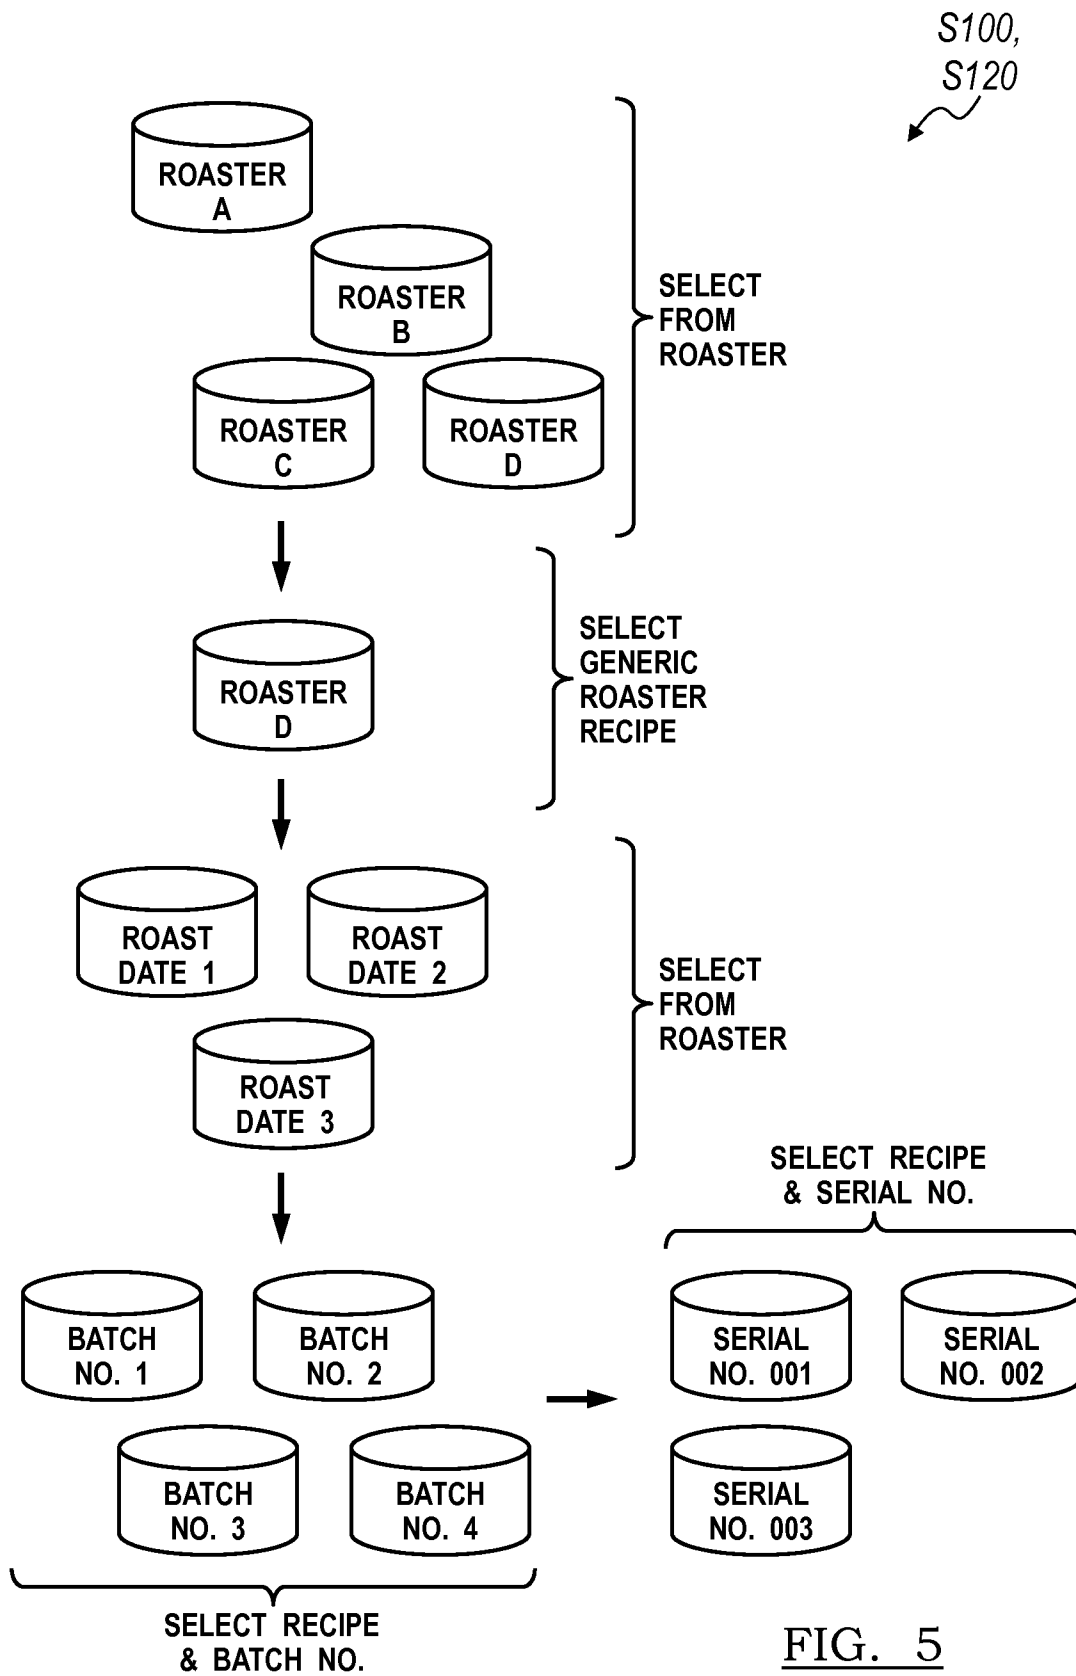 S100,
S120
ROASTER
A
ROASTER
B
ROASTER
C
ROASTER
D
SELECT
FROM
ROASTER
ROASTER
D
SELECT
GENERIC
ROASTER
RECIPE
ROAST
DATE 1
ROAST
DATE 2
ROAST
DATE 3
SELECT
FROM
ROASTER
BATCH
NO. 1
BATCH
NO. 2
BATCH
NO. 3
BATCH
NO. 4
SELECT RECIPE
& BATCH NO.
SELECT RECIPE
& SERIAL NO.
SERIAL
NO. 001
SERIAL
NO. 002
SERIAL
NO. 003
FIG. 5